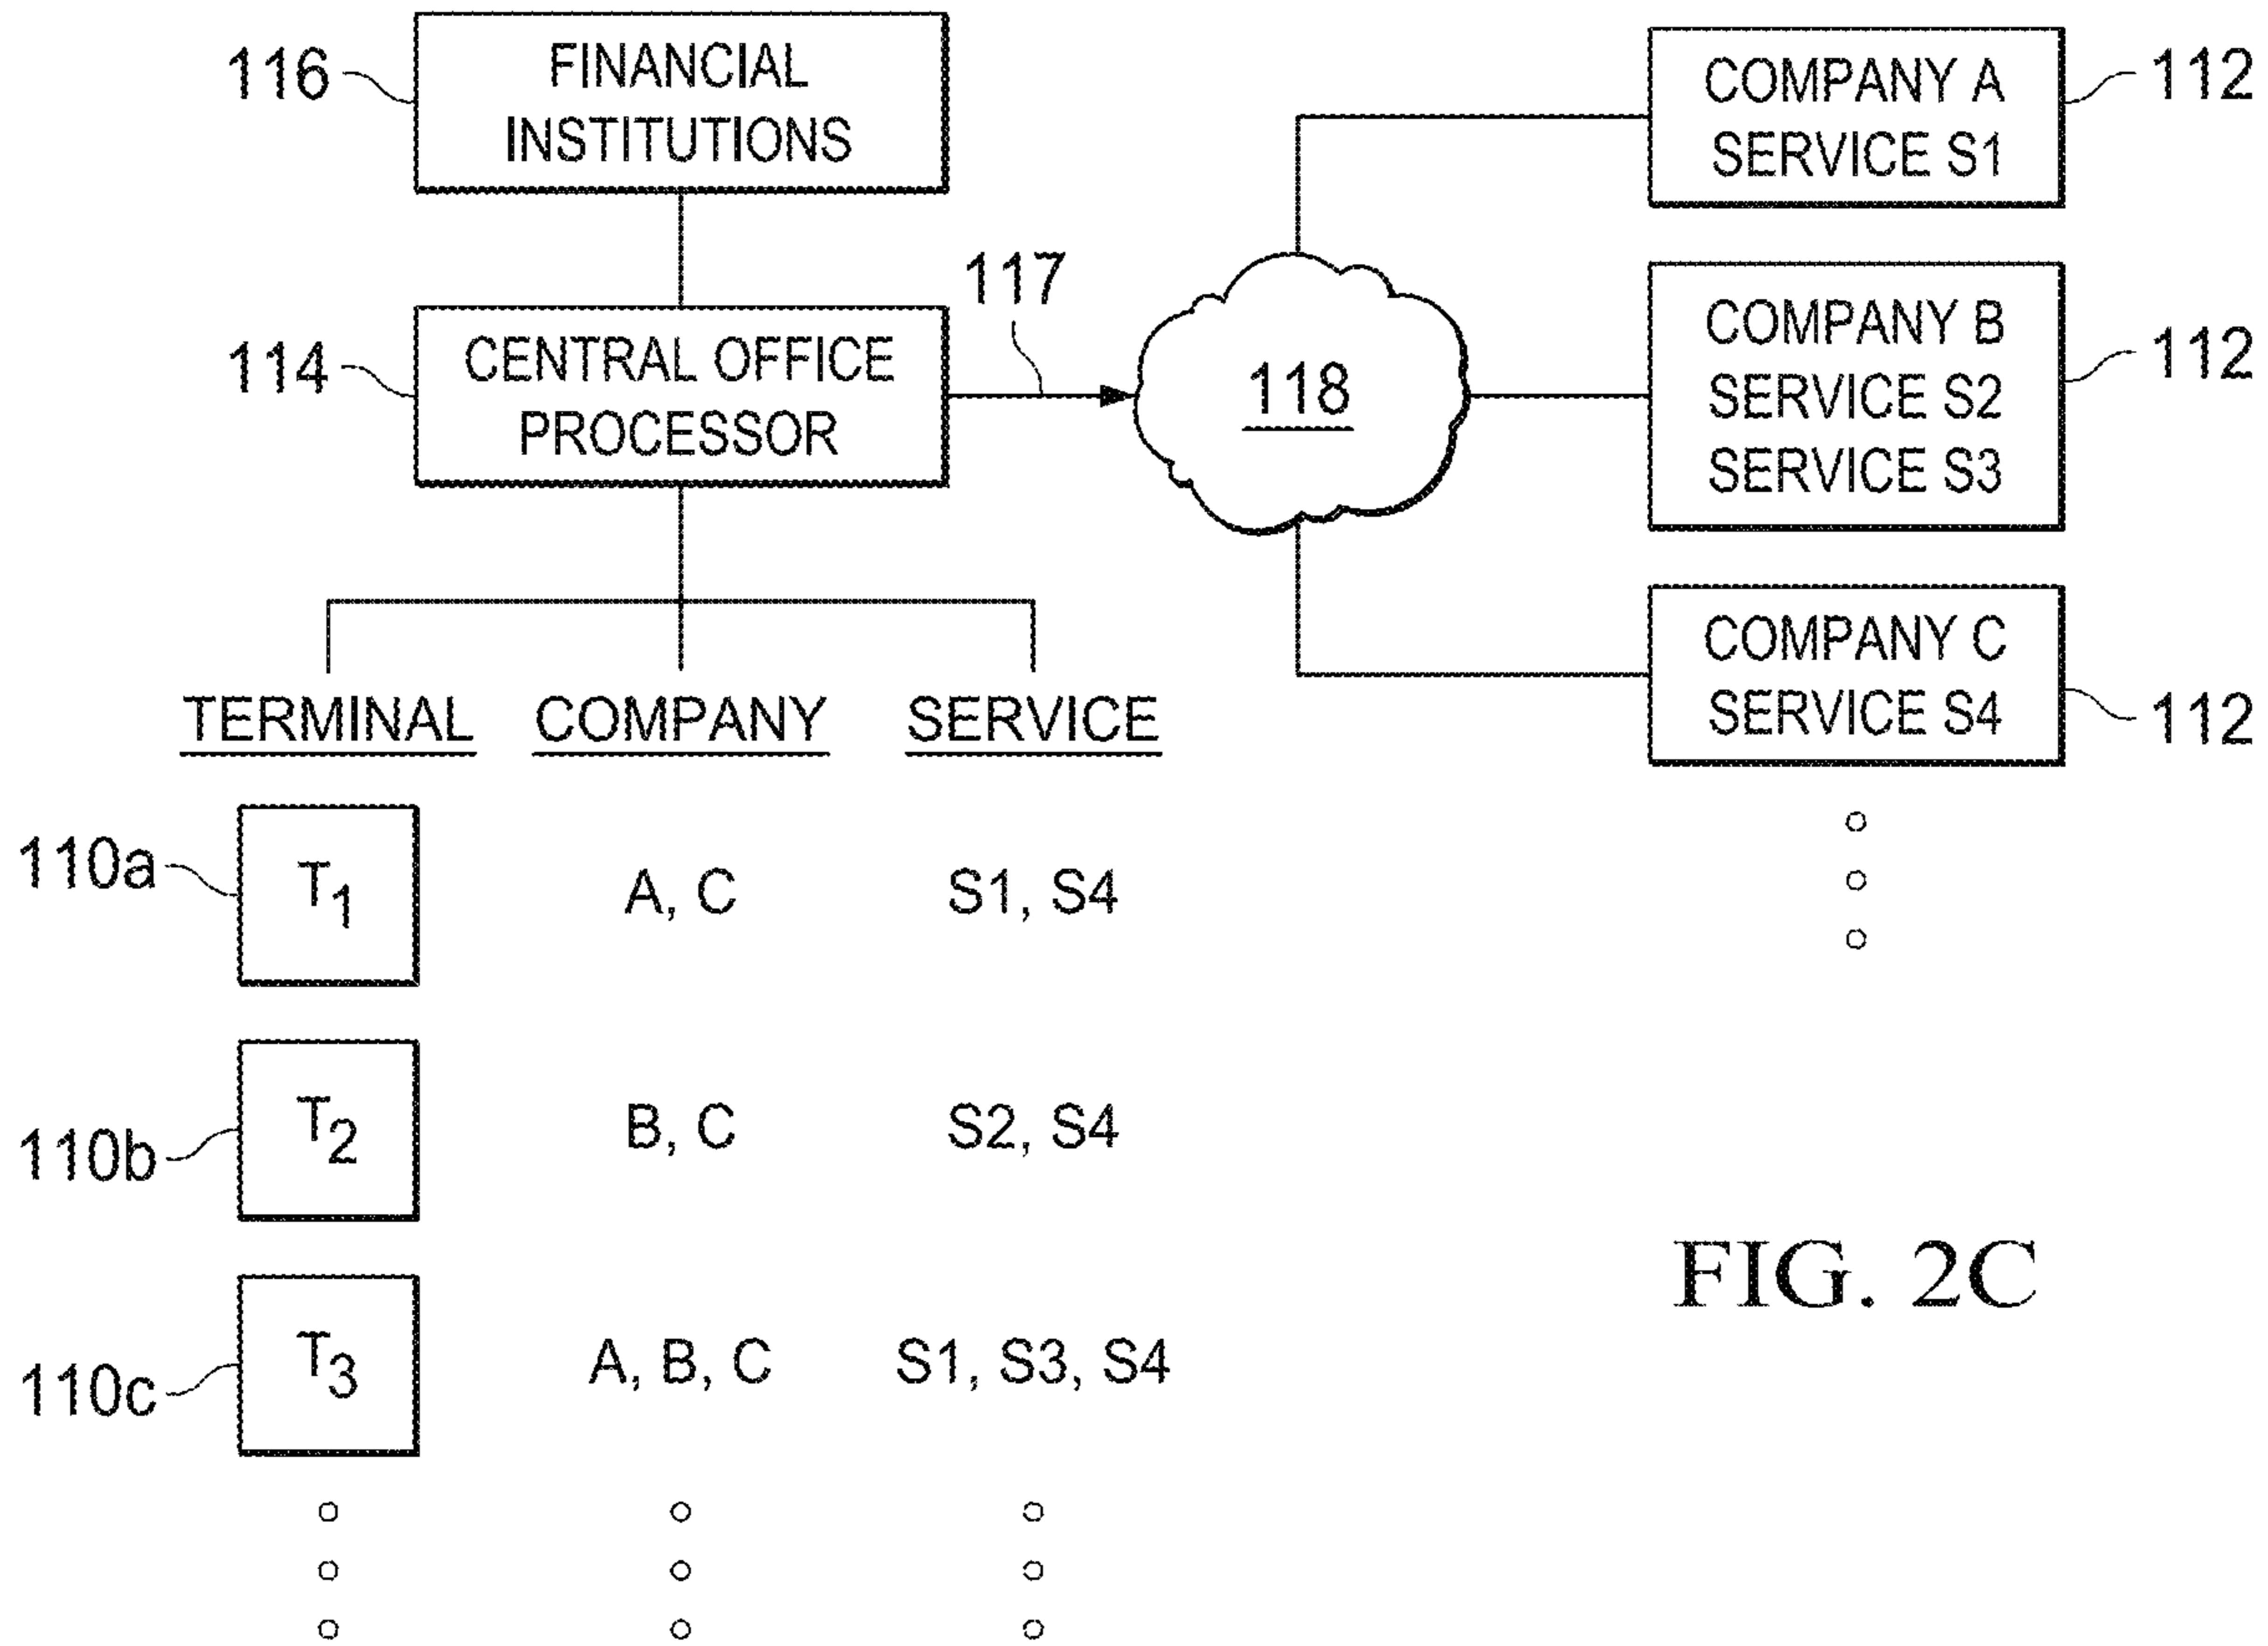 116
FINANCIAL
INSTITUTIONS
114
CENTRAL OFFICE
PROCESSOR
117
118
COMPANY A
SERVICE S1
112
COMPANY B
SERVICE S2
SERVICE S3
112
COMPANY C
SERVICE S4
112
TERMINAL COMPANY SERVICE
110a T1 A, C S1, S4
110b T2 B, C S2, S4
110c T3 A, B, C S1, S3, S4
FIG. 2C